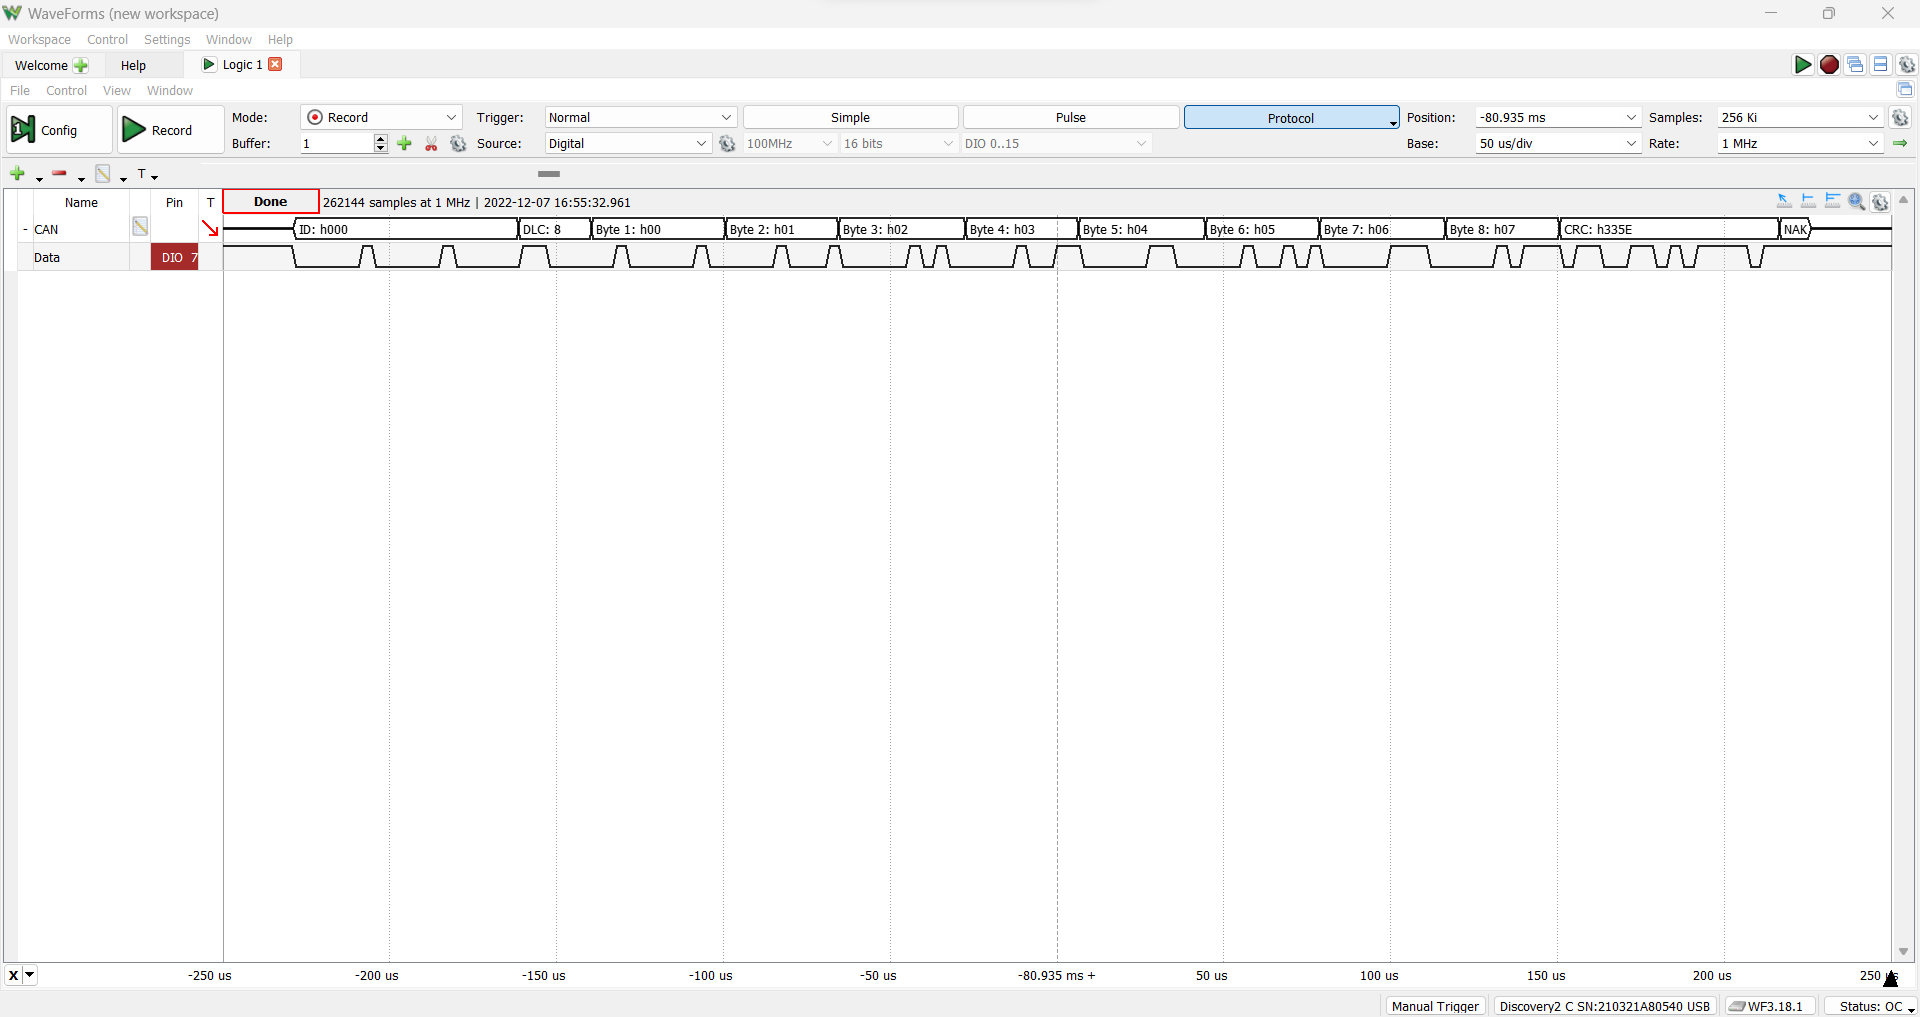 WaveForms (new workspace)
Workspace Control Settings Window Help
Welcome Help Logic 1
File Control View Window
Config Record Mode: Record Trigger: Normal Simple Pulse Protocol Position: -80.935 ms Samples: 256 Ki
Buffer: 1 Source: Digital 100MHz 16 bits DIO 0..15 Base: 50 us/div Rate: 1 MHz
T
Name Pin T Done 262144 samples at 1 MHz | 2022-12-07 16:55:32.961
- CAN ID: h000 DLC: 8 Byte 1: h00 Byte 2: h01 Byte 3: h02 Byte 4: h03 Byte 5: h04 Byte 6: h05 Byte 7: h06 Byte 8: h07 CRC: h335E NAK
Data DIO 7
X -250 us -200 us -150 us -100 us -50 us -80.935 ms + 50 us 100 us 150 us 200 us 250 us
Manual Trigger Discovery2 C SN:210321A80540 USB WF3.18.1 Status: OC